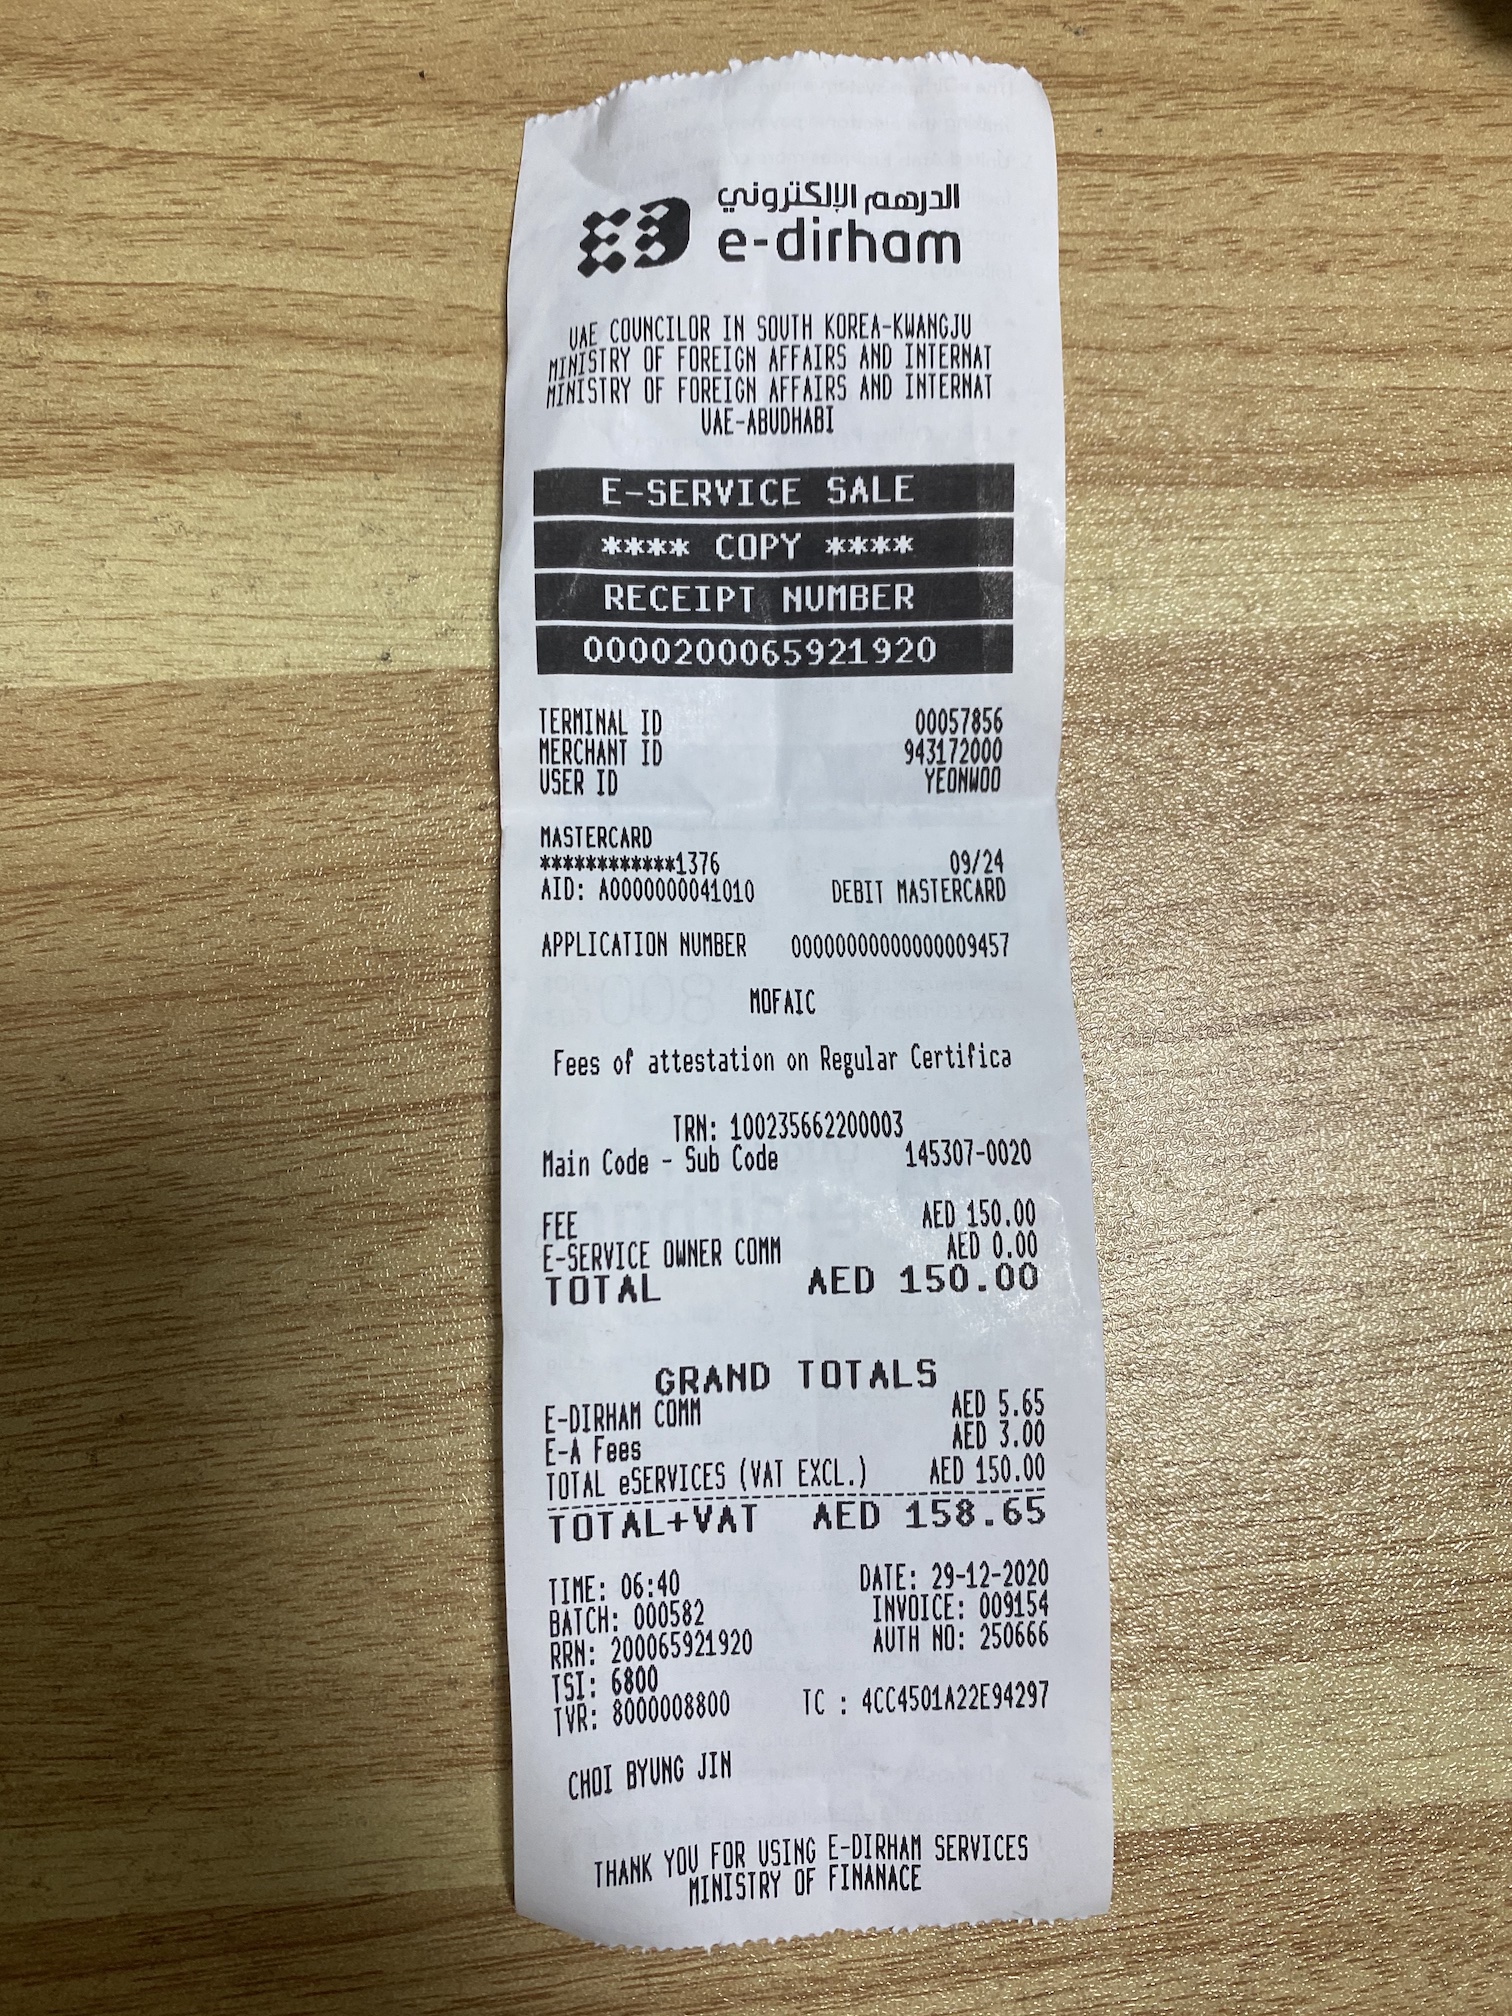 الدرهم الإلكتروني
e-dirham
UAE COUNCILOR IN SOUTH KOREA-KWANGJU
MINISTRY OF FOREIGN AFFAIRS AND INTERNAT
MINISTRY OF FOREIGN AFFAIRS AND INTERNAT
UAE-ABUDHABI
E-SERVICE SALE
**** COPY ****
RECEIPT NUMBER
0000200065921920
TERMINAL ID 00057856
MERCHANT ID 943172000
USER ID YEONWOO
MASTERCARD
************1376 09/24
AID: A0000000041010 DEBIT MASTERCARD
APPLICATION NUMBER 00000000000000009457
MOFAIC
Fees of attestation on Regular Certifica
TRN: 100235662200003
Main Code - Sub Code 145307-0020
FEE AED 150.00
E-SERVICE OWNER COMM AED 0.00
TOTAL AED 150.00
GRAND TOTALS
E-DIRHAM COMM AED 5.65
E-A Fees AED 3.00
TOTAL eSERVICES (VAT EXCL.) AED 150.00
TOTAL+VAT AED 158.65
TIME: 06:40 DATE: 29-12-2020
BATCH: 000582 INVOICE: 009154
RRN: 200065921920 AUTH NO: 250666
TSI: 6800
TVR: 8000008800 TC : 4CC4501A22E94297
CHOI BYUNG JIN
THANK YOU FOR USING E-DIRHAM SERVICES
MINISTRY OF FINANACE